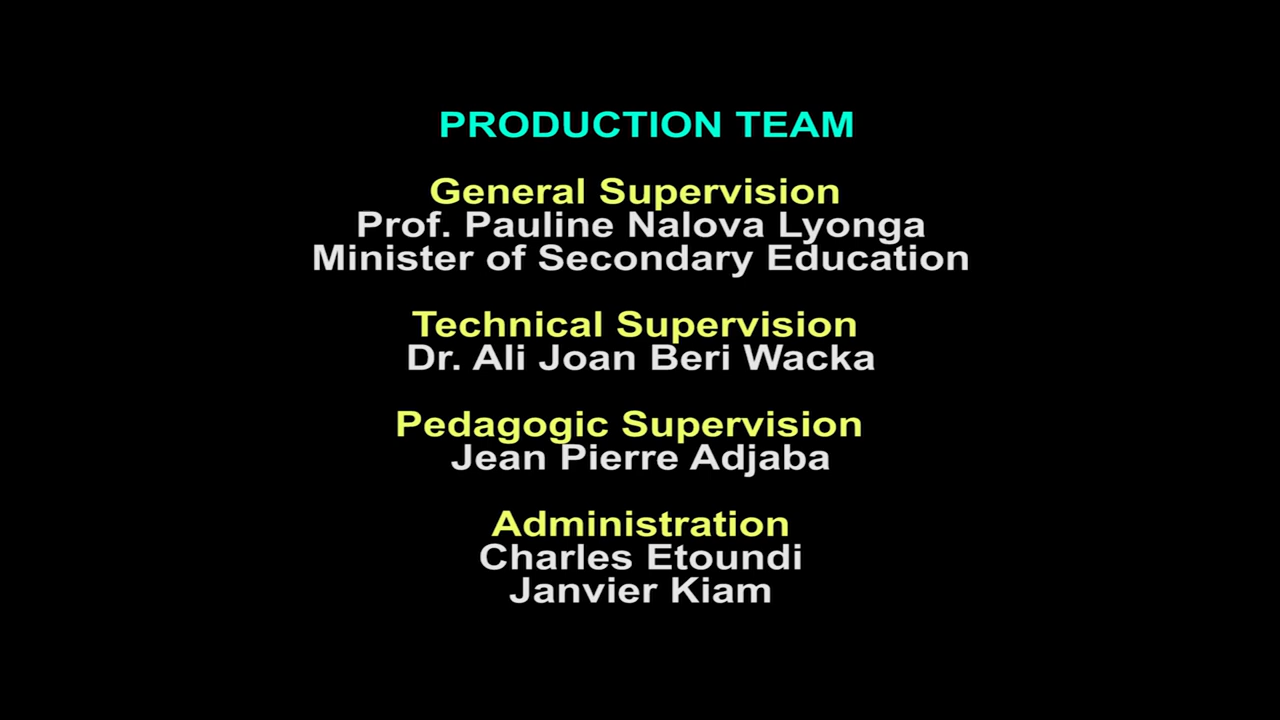 PRODUCTION TEAM
General Supervision
Prof. Pauline Nalova Lyonga
Minister of Secondary Education
Technical Supervision
Dr. Ali Joan Beri Wacka
Pedagogic Supervision
Jean Pierre Adjaba
Administration
Charles Etoundi
Janvier Kiam